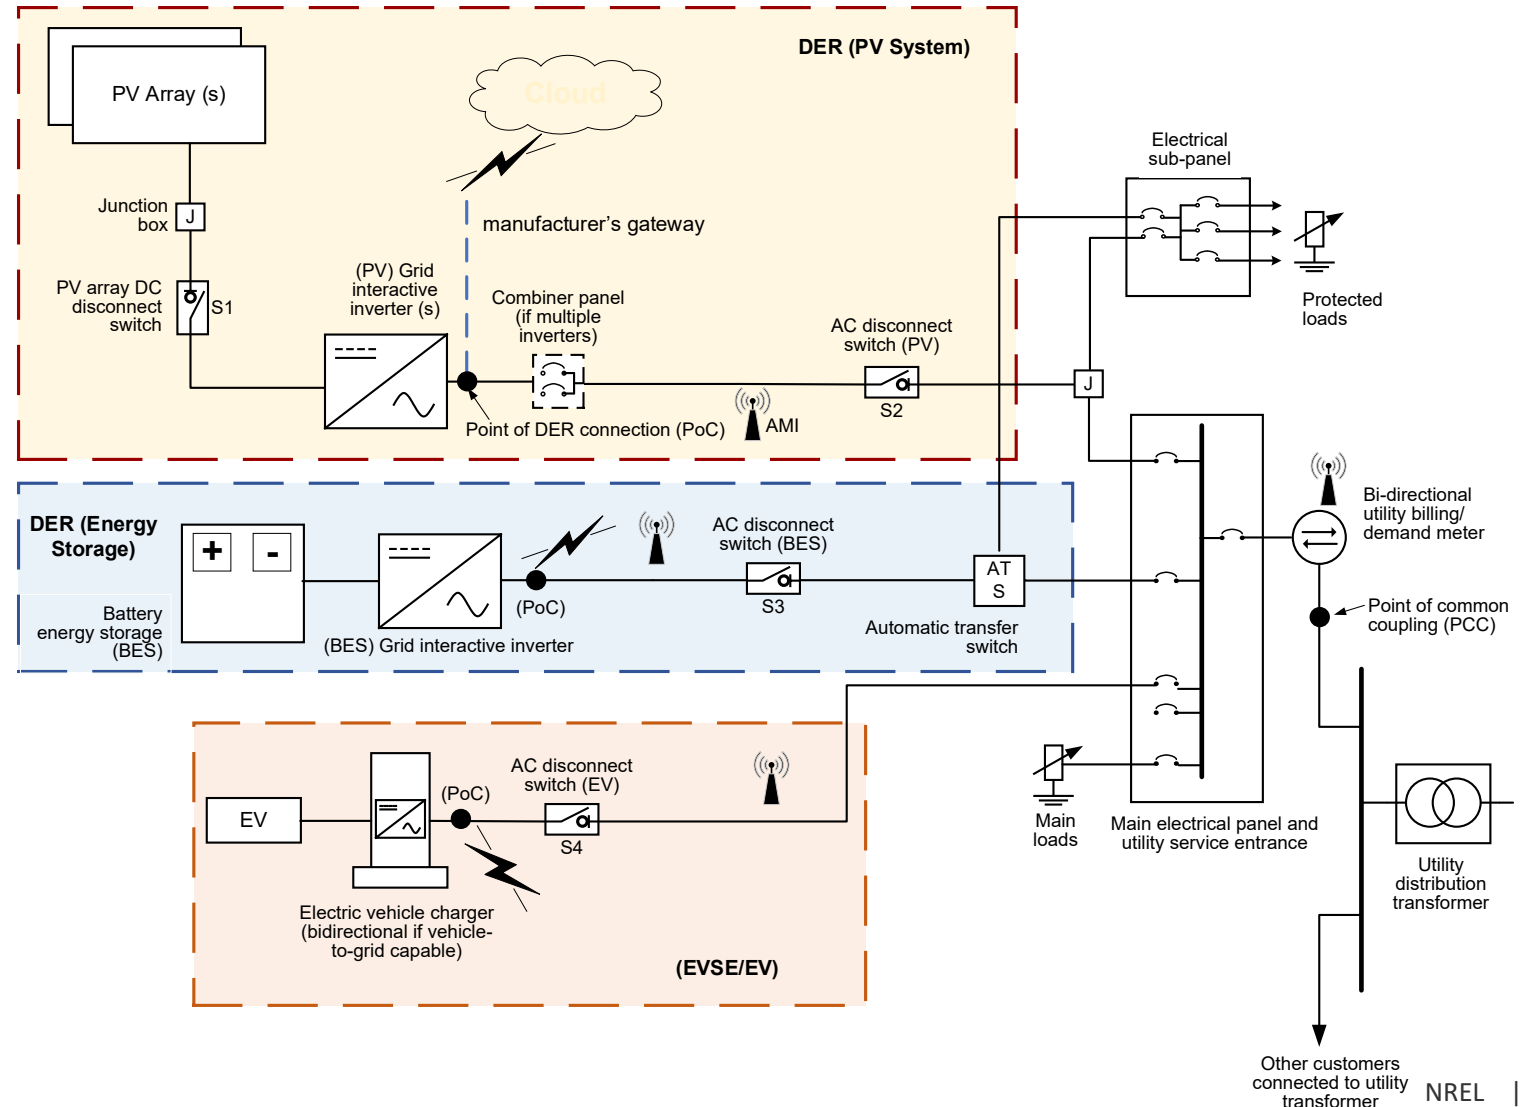 DER (PV System)
PV Array (s)
Cloud
Junction
box
J
manufacturer's gateway
PV array DC
disconnect
switch
S1
(PV) Grid
interactive
inverter (s)
Combiner panel
(if multiple
inverters)
AC disconnect
switch (PV)
S2
Point of DER connection (PoC)
AMI
Electrical
sub-panel
Protected
loads
J
DER (Energy
Storage)
+ -
Battery
energy storage
(BES)
(BES) Grid interactive inverter
(PoC)
AC disconnect
switch (BES)
S3
AT
S
Automatic transfer
switch
Bi-directional
utility billing/
demand meter
Point of common
coupling (PCC)
EV
(PoC)
AC disconnect
switch (EV)
S4
Electric vehicle charger
(bidirectional if vehicle-
to-grid capable)
(EVSE/EV)
Main
loads
Main electrical panel and
utility service entrance
Utility
distribution
transformer
Other customers
connected to utility
transformer
NREL |